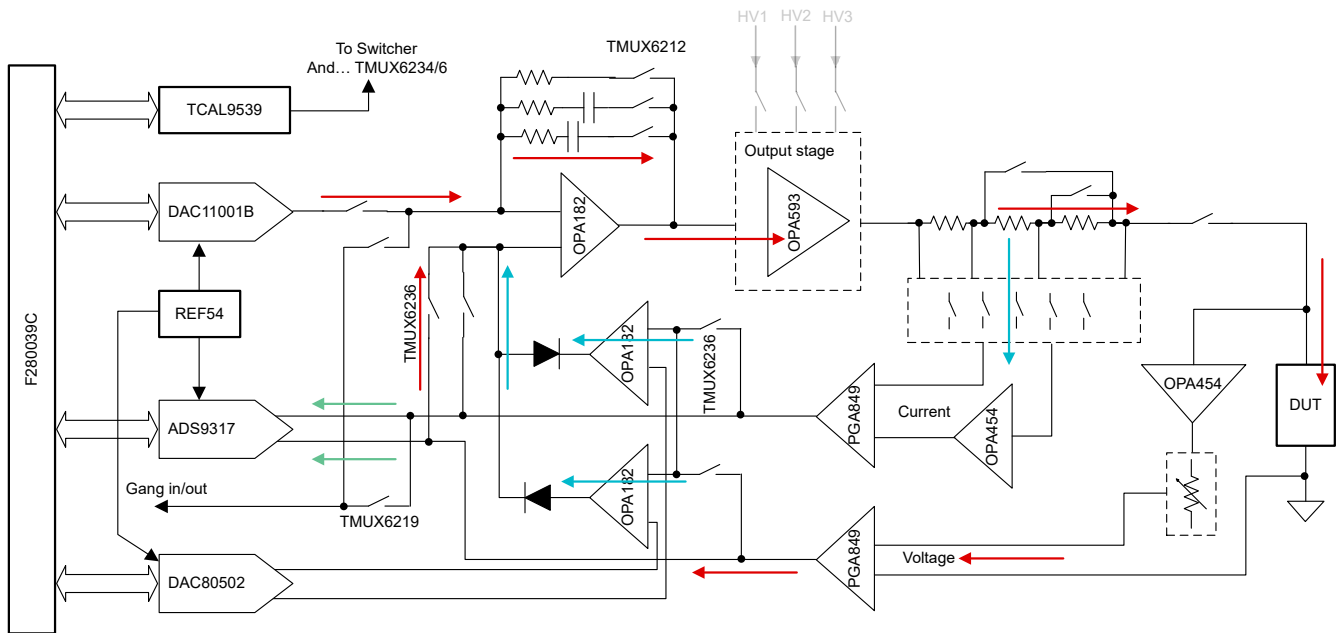 HV1 HV2 HV3
To Switcher
And... TMUX6234/6
TMUX6212
TCAL9539
Output stage
DAC11001B
OPA182
OPA593
F280039C
REF54
TMUX6236
OPA182
TMUX6236
OPA454
DUT
PGA849
Current
OPA454
ADS9317
OPA182
Gang in/out
TMUX6219
PGA849
Voltage
DAC80502